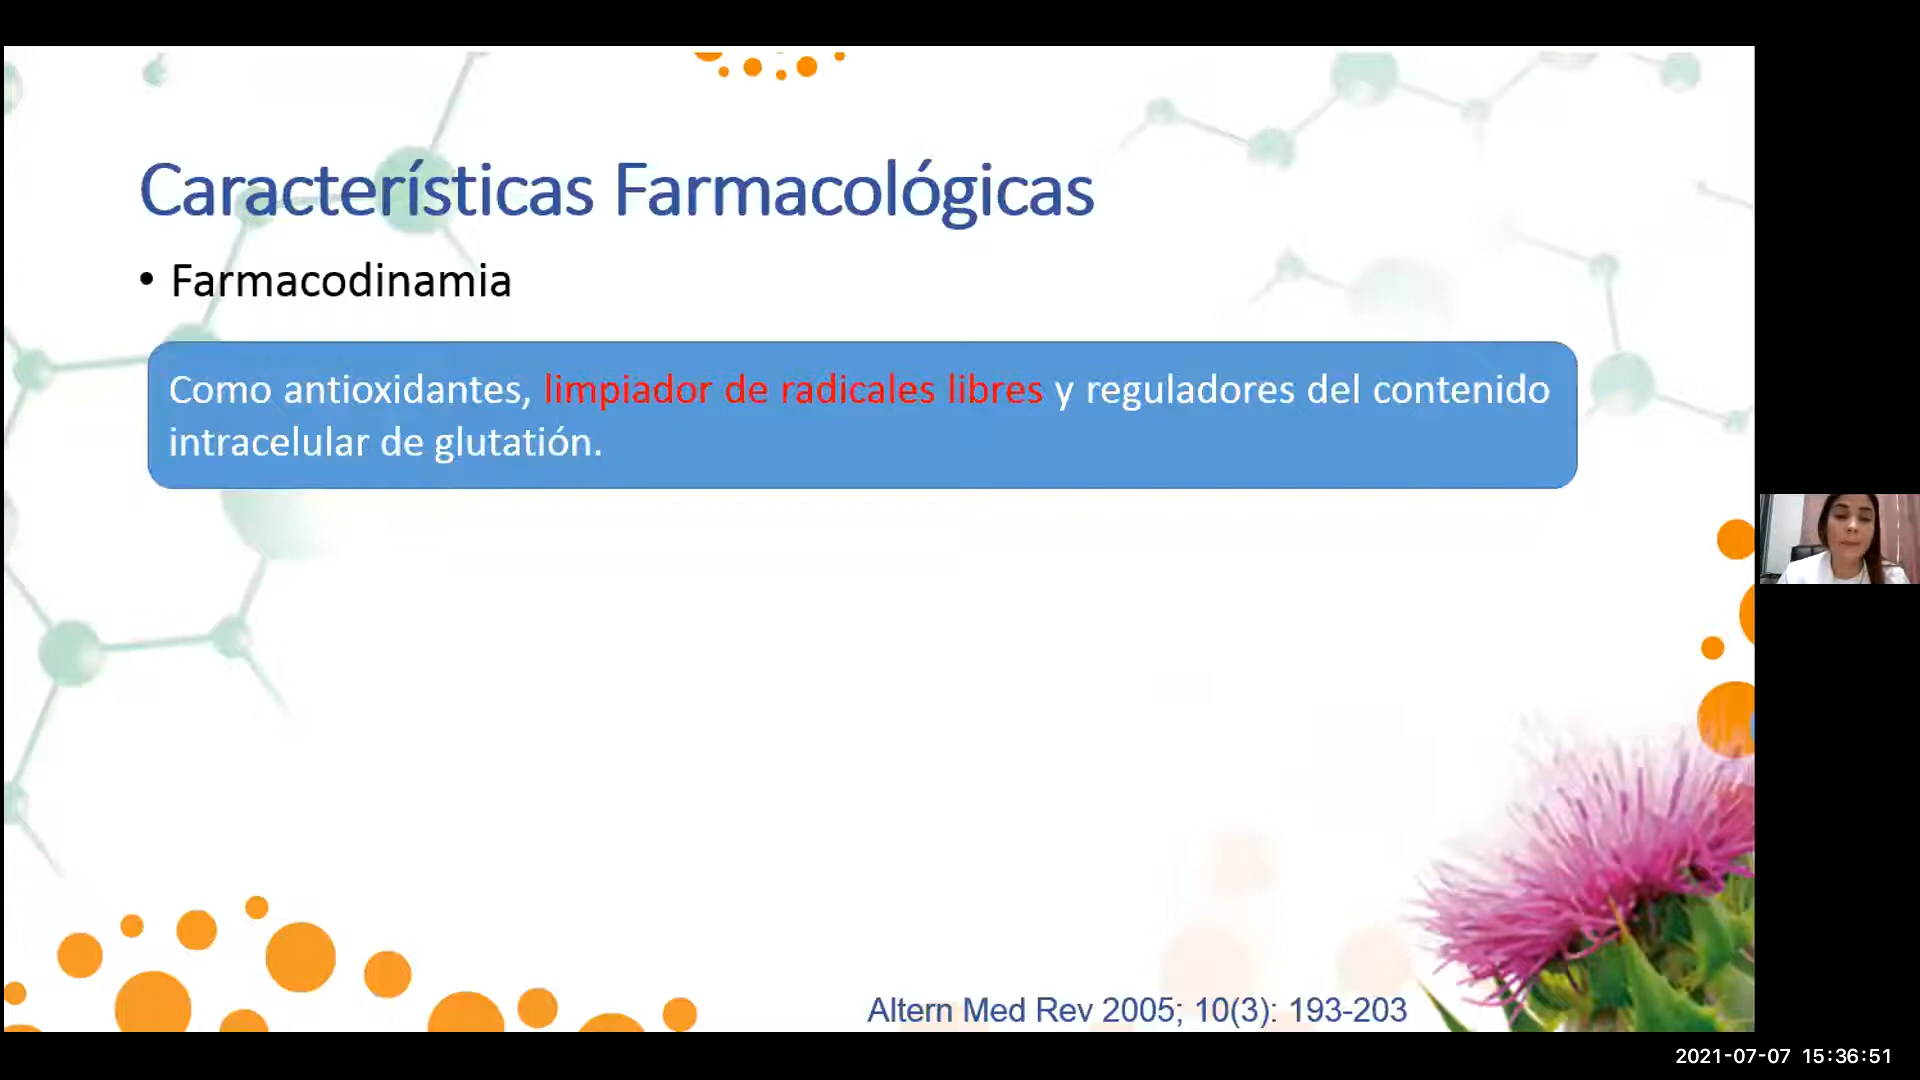 Características Farmacológicas
• Farmacodinamia
Como antioxidantes, limpiador de radicales libres y reguladores del contenido
intracelular de glutatión.
Altern Med Rev 2005; 10(3): 193-203
2021-07-07 15:36:51